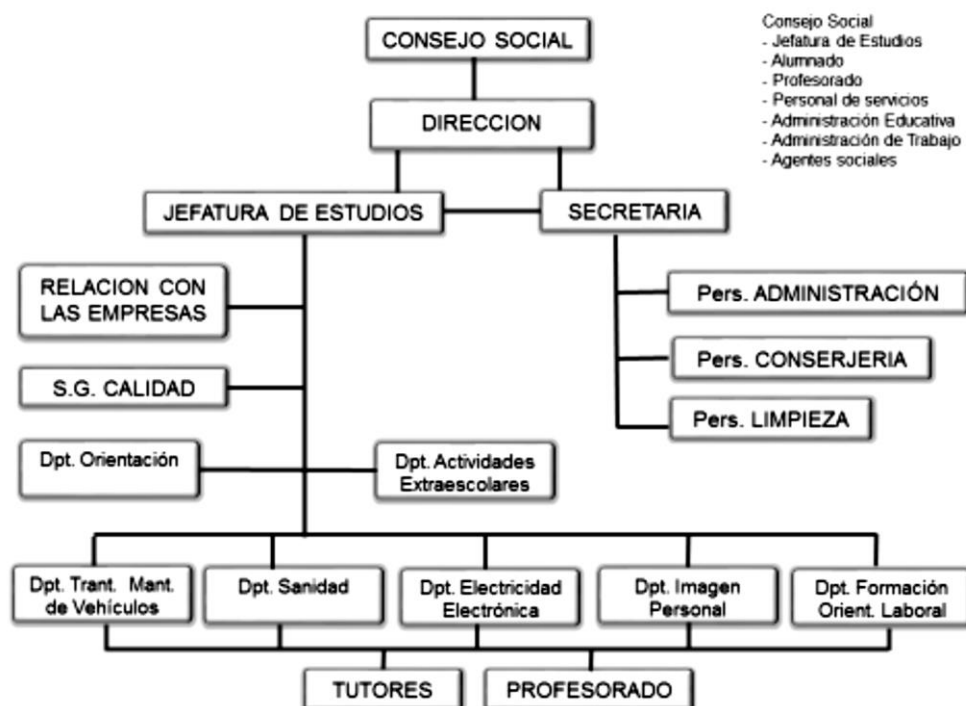 CONSEJO SOCIAL
Consejo Social
- Jefatura de Estudios
- Alumnado
- Profesorado
- Personal de servicios
- Administración Educativa
- Administración de Trabajo
- Agentes sociales
DIRECCION
JEFATURA DE ESTUDIOS
SECRETARIA
RELACION CON
LAS EMPRESAS
Pers. ADMINISTRACIÓN
S.G. CALIDAD
Pers. CONSERJERIA
Pers. LIMPIEZA
Dpt. Orientación
Dpt. Actividades
Extraescolares
Dpt. Trant. Mant.
de Vehículos
Dpt. Sanidad
Dpt. Electricidad
Electrónica
Dpt. Imagen
Personal
Dpt. Formación
Orient. Laboral
TUTORES
PROFESORADO